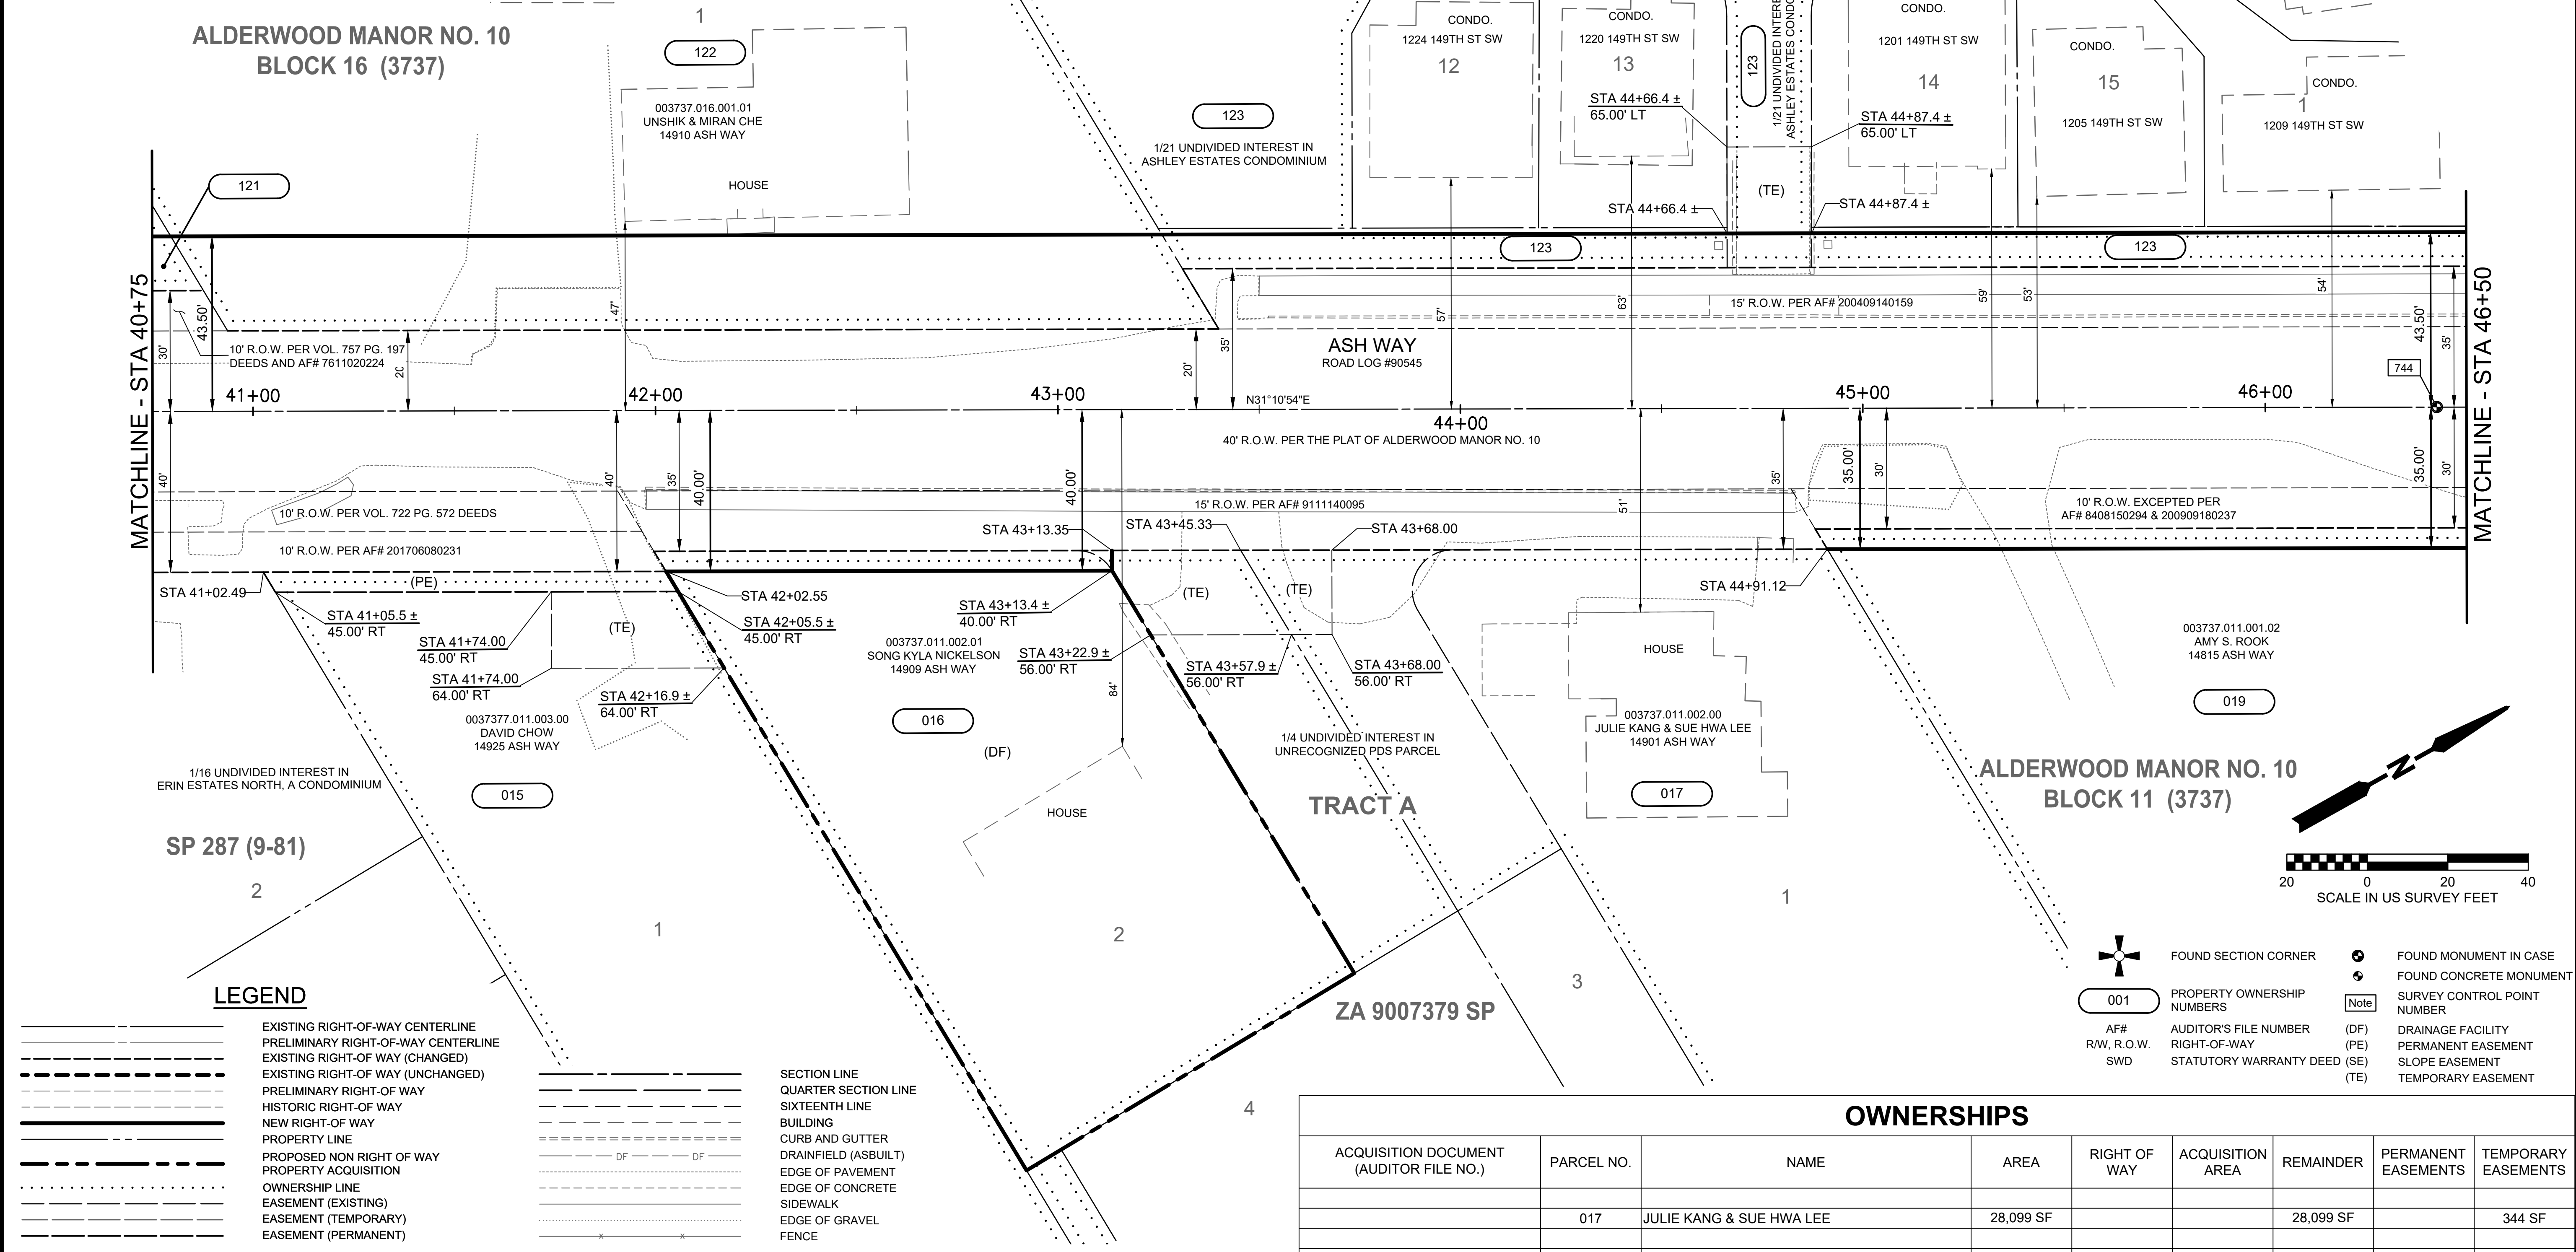 ALDERWOOD MANOR NO. 10
BLOCK 16 (3737)
1
122
003737.016.001.01
UNSHIK & MIRAN CHE
14910 ASH WAY
HOUSE
121
123
1/21 UNDIVIDED INTEREST IN
ASHLEY ESTATES CONDOMINIUM
CONDO.
1224 149TH ST SW
12
CONDO.
1220 149TH ST SW
13
STA 44+66.4 ±
65.00' LT
123
1/21 UNDIVIDED INTERE
ASHLEY ESTATES CONDO
CONDO.
1201 149TH ST SW
14
STA 44+87.4 ±
65.00' LT
CONDO.
15
1205 149TH ST SW
CONDO.
1
1209 149TH ST SW
(TE)
STA 44+66.4 ±
STA 44+87.4 ±
123
123
MATCHLINE - STA 40+75
30'
43.50'
10' R.O.W. PER VOL. 757 PG. 197
DEEDS AND AF# 7611020224
20
47'
20'
35'
57'
63'
59'
53'
54'
43.50'
35'
15' R.O.W. PER AF# 200409140159
ASH WAY
ROAD LOG #90545
744
MATCHLINE - STA 46+50
41+00
42+00
43+00
N31°10'54"E
44+00
45+00
46+00
40' R.O.W. PER THE PLAT OF ALDERWOOD MANOR NO. 10
40'
40'
35'
40.00'
40.00'
51'
35'
35.00'
30'
35.00'
30'
10' R.O.W. PER VOL. 722 PG. 572 DEEDS
15' R.O.W. PER AF# 9111140095
10' R.O.W. EXCEPTED PER
AF# 8408150294 & 200909180237
10' R.O.W. PER AF# 201706080231
STA 43+13.35
STA 43+45.33
STA 43+68.00
(PE)
STA 41+02.49
STA 41+05.5 ±
45.00' RT
STA 41+74.00
45.00' RT
STA 41+74.00
64.00' RT
(TE)
STA 42+02.55
STA 42+05.5 ±
45.00' RT
STA 42+16.9 ±
64.00' RT
0037377.011.003.00
DAVID CHOW
14925 ASH WAY
015
1/16 UNDIVIDED INTEREST IN
ERIN ESTATES NORTH, A CONDOMINIUM
SP 287 (9-81)
2
1
STA 43+13.4 ±
40.00' RT
003737.011.002.01
SONG KYLA NICKELSON
14909 ASH WAY
STA 43+22.9 ±
56.00' RT
016
(DF)
84'
HOUSE
2
(TE)
(TE)
STA 43+57.9 ±
56.00' RT
STA 43+68.00
56.00' RT
1/4 UNDIVIDED INTEREST IN
UNRECOGNIZED PDS PARCEL
TRACT A
STA 44+91.12
HOUSE
003737.011.002.00
JULIE KANG & SUE HWA LEE
14901 ASH WAY
017
1
3
4
ZA 9007379 SP
003737.011.001.02
AMY S. ROOK
14815 ASH WAY
019
ALDERWOOD MANOR NO. 10
BLOCK 11 (3737)
N
20 0 20 40
SCALE IN US SURVEY FEET
LEGEND
EXISTING RIGHT-OF-WAY CENTERLINE
PRELIMINARY RIGHT-OF-WAY CENTERLINE
EXISTING RIGHT-OF WAY (CHANGED)
EXISTING RIGHT-OF WAY (UNCHANGED)
PRELIMINARY RIGHT-OF WAY
HISTORIC RIGHT-OF WAY
NEW RIGHT-OF WAY
PROPERTY LINE
PROPOSED NON RIGHT OF WAY
PROPERTY ACQUISITION
OWNERSHIP LINE
EASEMENT (EXISTING)
EASEMENT (TEMPORARY)
EASEMENT (PERMANENT)
SECTION LINE
QUARTER SECTION LINE
SIXTEENTH LINE
BUILDING
CURB AND GUTTER
DF DF DRAINFIELD (ASBUILT)
EDGE OF PAVEMENT
EDGE OF CONCRETE
SIDEWALK
EDGE OF GRAVEL
x x FENCE
FOUND SECTION CORNER
001 PROPERTY OWNERSHIP
NUMBERS
AF# AUDITOR'S FILE NUMBER
R/W, R.O.W. RIGHT-OF-WAY
SWD STATUTORY WARRANTY DEED
FOUND MONUMENT IN CASE
FOUND CONCRETE MONUMENT
Note SURVEY CONTROL POINT
NUMBER
(DF) DRAINAGE FACILITY
(PE) PERMANENT EASEMENT
(SE) SLOPE EASEMENT
(TE) TEMPORARY EASEMENT
OWNERSHIPS
ACQUISITION DOCUMENT
(AUDITOR FILE NO.)
PARCEL NO.
NAME
AREA
RIGHT OF
WAY
ACQUISITION
AREA
REMAINDER
PERMANENT
EASEMENTS
TEMPORARY
EASEMENTS
017 JULIE KANG & SUE HWA LEE 28,099 SF 28,099 SF 344 SF